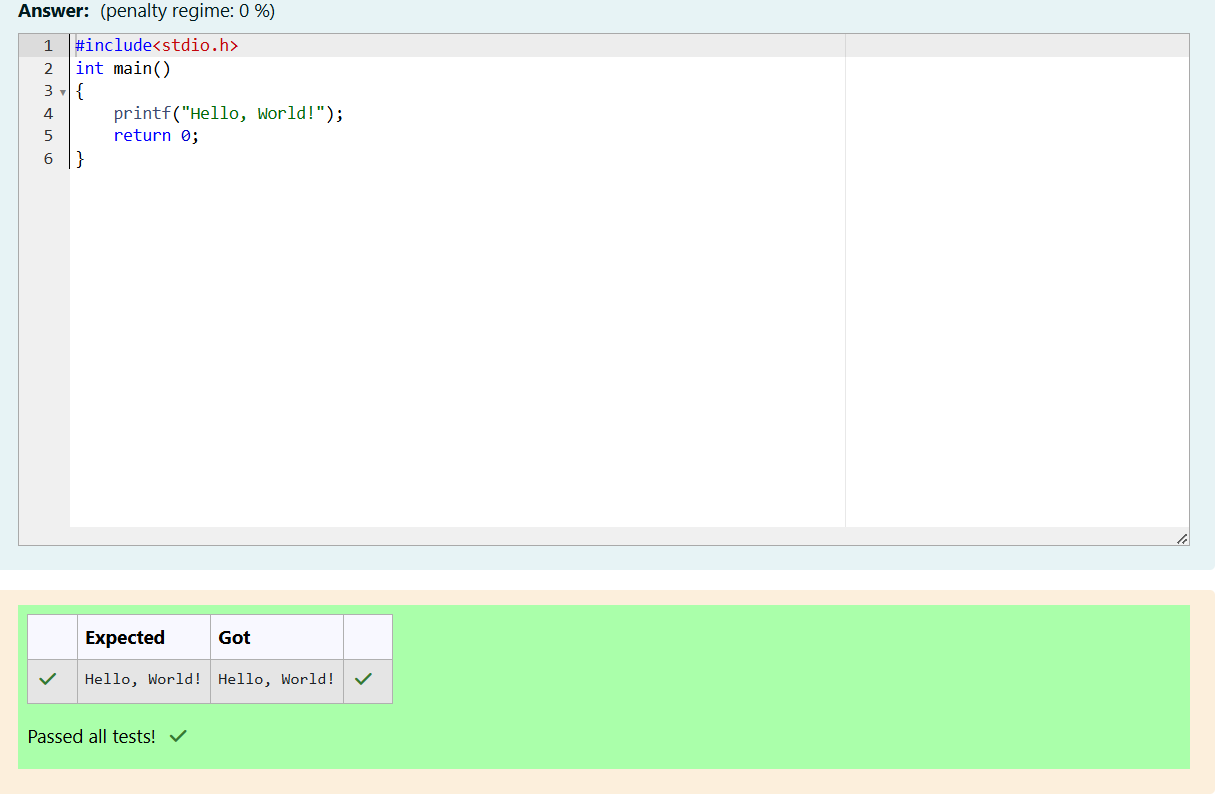 Answer: (penalty regime: 0 %)
1 #include<stdio.h>
2 int main()
3 {
4     printf("Hello, World!");
5     return 0;
6 }
Expected Got
Hello, World! Hello, World!
Passed all tests!